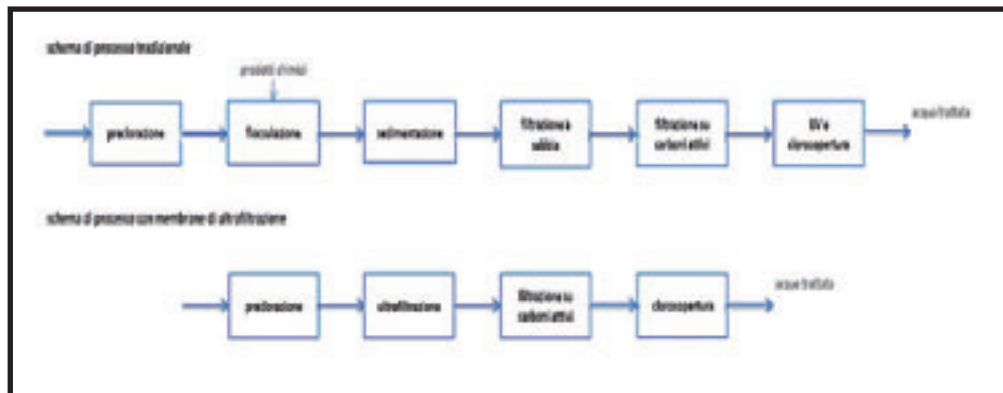 schema di processo tradizionale
prodotti chimici
preclorazione
flocculazione
sedimentazione
filtrazione a
sabbia
filtrazione su
carboni attivi
UV e
clorocopertura
acqua trattata
schema di processo con membrane di ultrafiltrazione
preclorazione
ultrafiltrazione
filtrazione su
carboni attivi
clorocopertura
acqua trattata